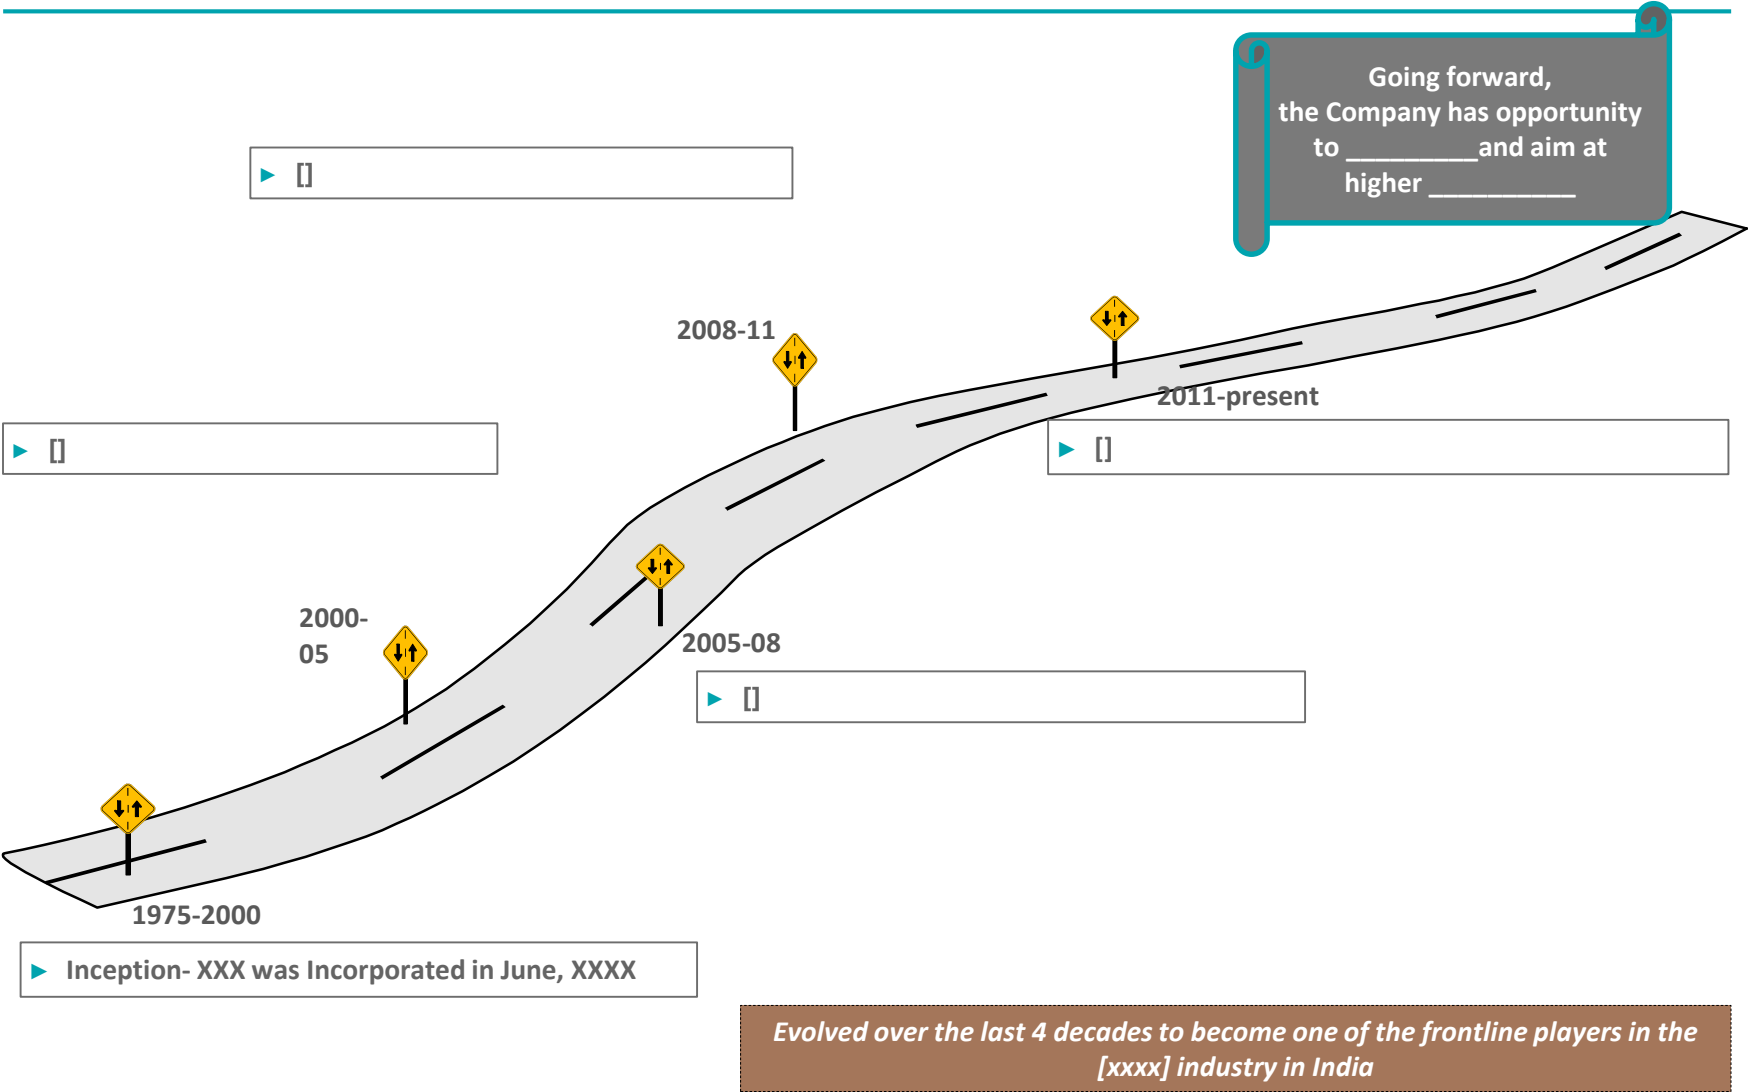 Going forward,
the Company has opportunity
to _________and aim at
higher __________
► []
2008-11
2011-present
► []
► []
2000-
05
2005-08
► []
1975-2000
► Inception- XXX was Incorporated in June, XXXX
Evolved over the last 4 decades to become one of the frontline players in the
[xxxx] industry in India